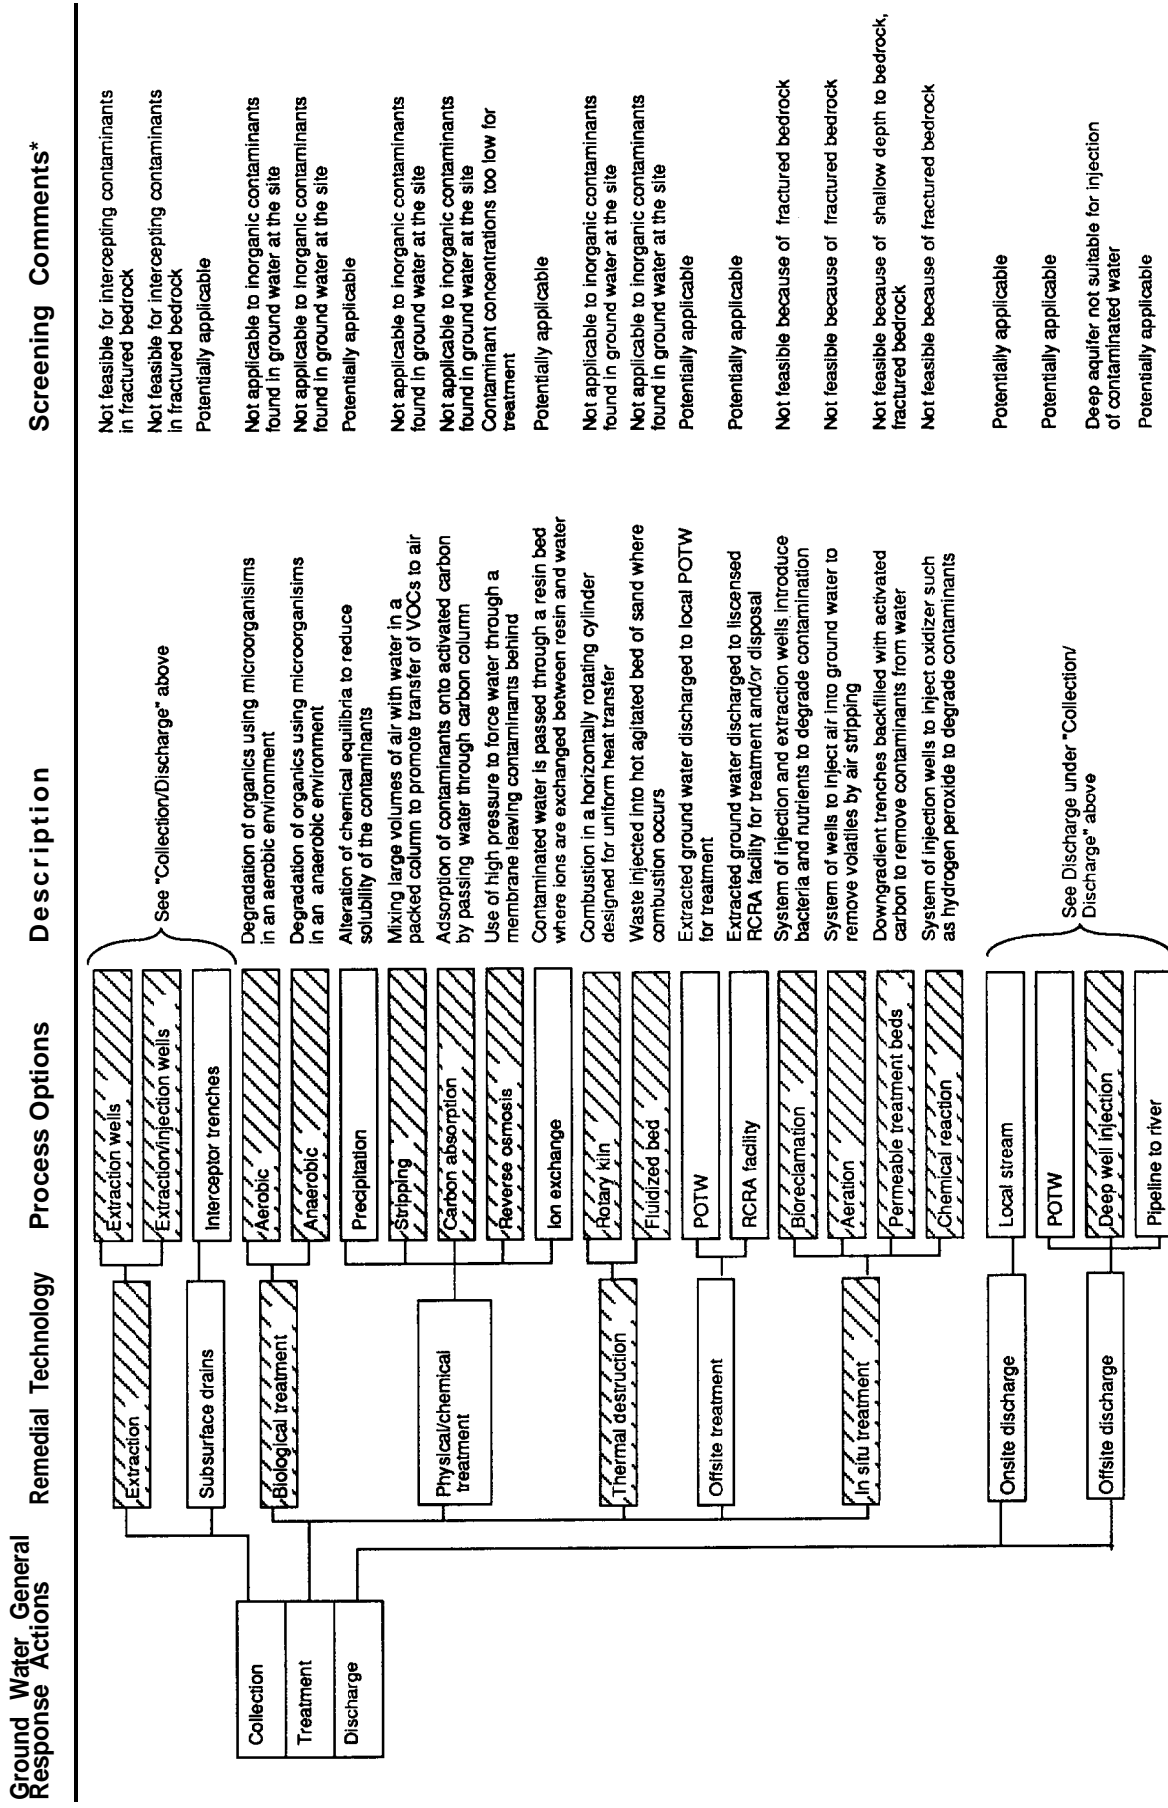 Ground Water General
Response Actions
Remedial Technology
Process Options
Description
Screening Comments*
Collection
Treatment
Discharge
Extraction
Extraction wells
Extraction/injection wells
See "Collection/Discharge" above
Not feasible for intercepting contaminants
in fractured bedrock
Not feasible for intercepting contaminants
in fractured bedrock
Subsurface drains
Interceptor trenches
Potentially applicable
Biological treatment
Aerobic
Degradation of organics using microorganisims
in an aerobic environment
Not applicable to inorganic contaminants
found in ground water at the site
Anaerobic
Degradation of organics using microorganisims
in an anaerobic environment
Not applicable to inorganic contaminants
found in ground water at the site
Physical/chemical
treatment
Precipitation
Alteration of chemical equilibria to reduce
solubility of the contaminants
Potentially applicable
Stripping
Mixing large volumes of air with water in a
packed column to promote transfer of VOCs to air
Not applicable to inorganic contaminants
found in ground water at the site
Carbon absorption
Adsorption of contaminants onto activated carbon
by passing water through carbon column
Not applicable to inorganic contaminants
found in ground water at the site
Reverse osmosis
Use of high pressure to force water through a
membrane leaving contaminants behind
Contaminant concentrations too low for
treatment
Ion exchange
Contaminated water is passed through a resin bed
where ions are exchanged between resin and water
Potentially applicable
Thermal destruction
Rotary kiln
Combustion in a horizontally rotating cylinder
designed for uniform heat transfer
Not applicable to inorganic contaminants
found in ground water at the site
Fluidized bed
Waste injected into hot agitated bed of sand where
combustion occurs
Not applicable to inorganic contaminants
found in ground water at the site
Offsite treatment
POTW
Extracted ground water discharged to local POTW
for treatment
Potentially applicable
RCRA facility
Extracted ground water discharged to liscensed
RCRA facility for treatment and/or disposal
Potentially applicable
In situ treatment
Bioreclamation
System of injection and extraction wells introduce
bacteria and nutrients to degrade contamination
Not feasible because of fractured bedrock
Aeration
System of wells to inject air into ground water to
remove volatiles by air stripping
Not feasible because of fractured bedrock
Permeable treatment beds
Downgradient trenches backfilled with activated
carbon to remove contaminants from water
Not feasible because of shallow depth to bedrock,
fractured bedrock
Chemical reaction
System of injection wells to inject oxidizer such
as hydrogen peroxide to degrade contaminants
Not feasible because of fractured bedrock
Onsite discharge
Local stream
See Discharge under "Collection/
Discharge" above
Potentially applicable
Offsite discharge
POTW
Potentially applicable
Deep well injection
Deep aquifer not suitable for injection
of contaminated water
Pipeline to river
Potentially applicable